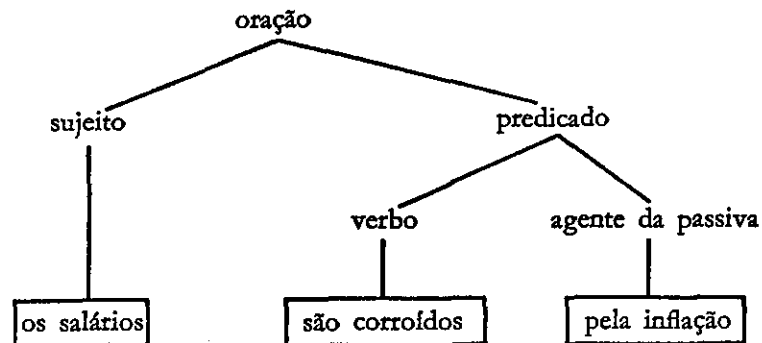 oração
sujeito predicado
verbo agente da passiva
os salários são corroídos pela inflação